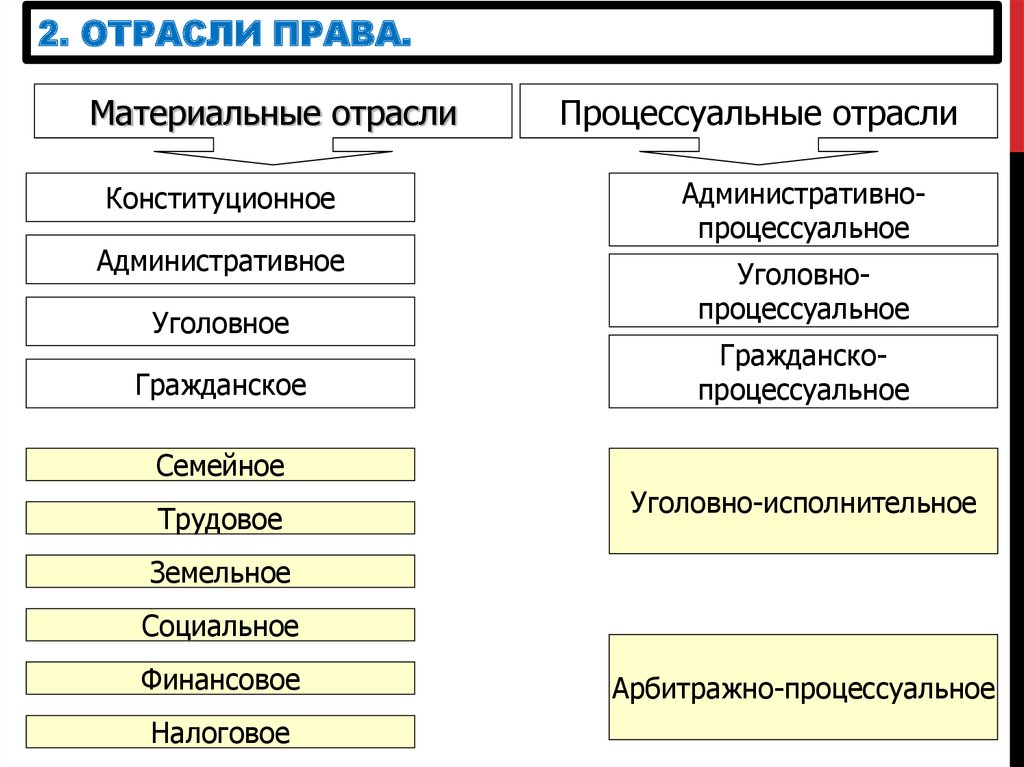 2. ОТРАСЛИ ПРАВА.
Материальные отрасли
Конституционное
Административное
Уголовное
Гражданское
Семейное
Трудовое
Земельное
Социальное
Финансовое
Налоговое
Процессуальные отрасли
Административно-
процессуальное
Уголовно-
процессуальное
Гражданско-
процессуальное
Уголовно-исполнительное
Арбитражно-процессуальное